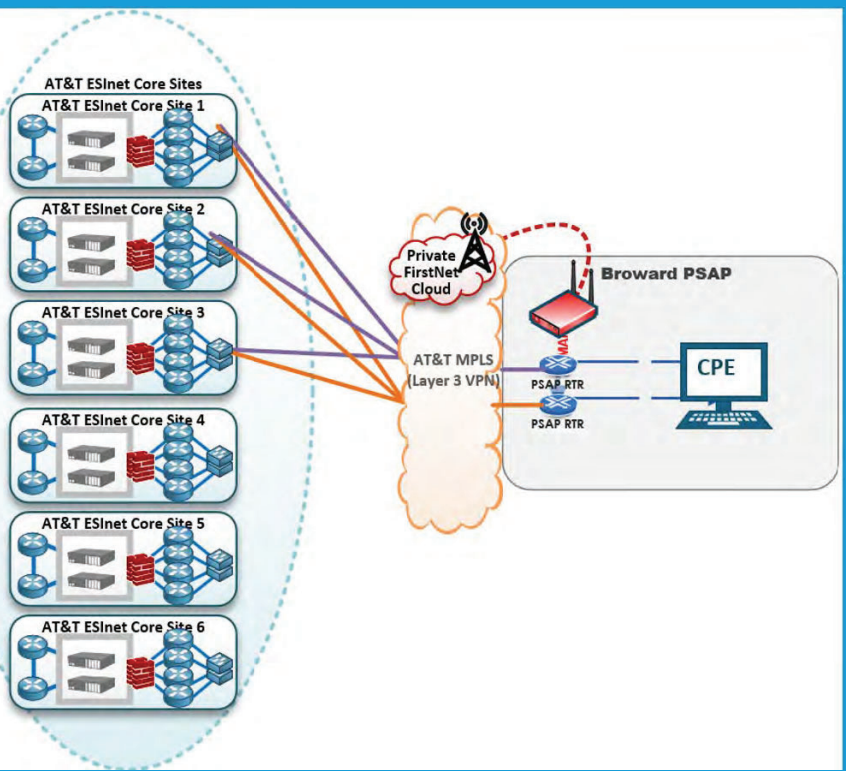 AT&T ESInet Core Sites
AT&T ESInet Core Site 1
AT&T ESInet Core Site 2
AT&T ESInet Core Site 3
AT&T ESInet Core Site 4
AT&T ESInet Core Site 5
AT&T ESInet Core Site 6
Private
FirstNet
Cloud
AT&T MPLS
(Layer 3 VPN)
Broward PSAP
PSAP RTR
PSAP RTR
CPE